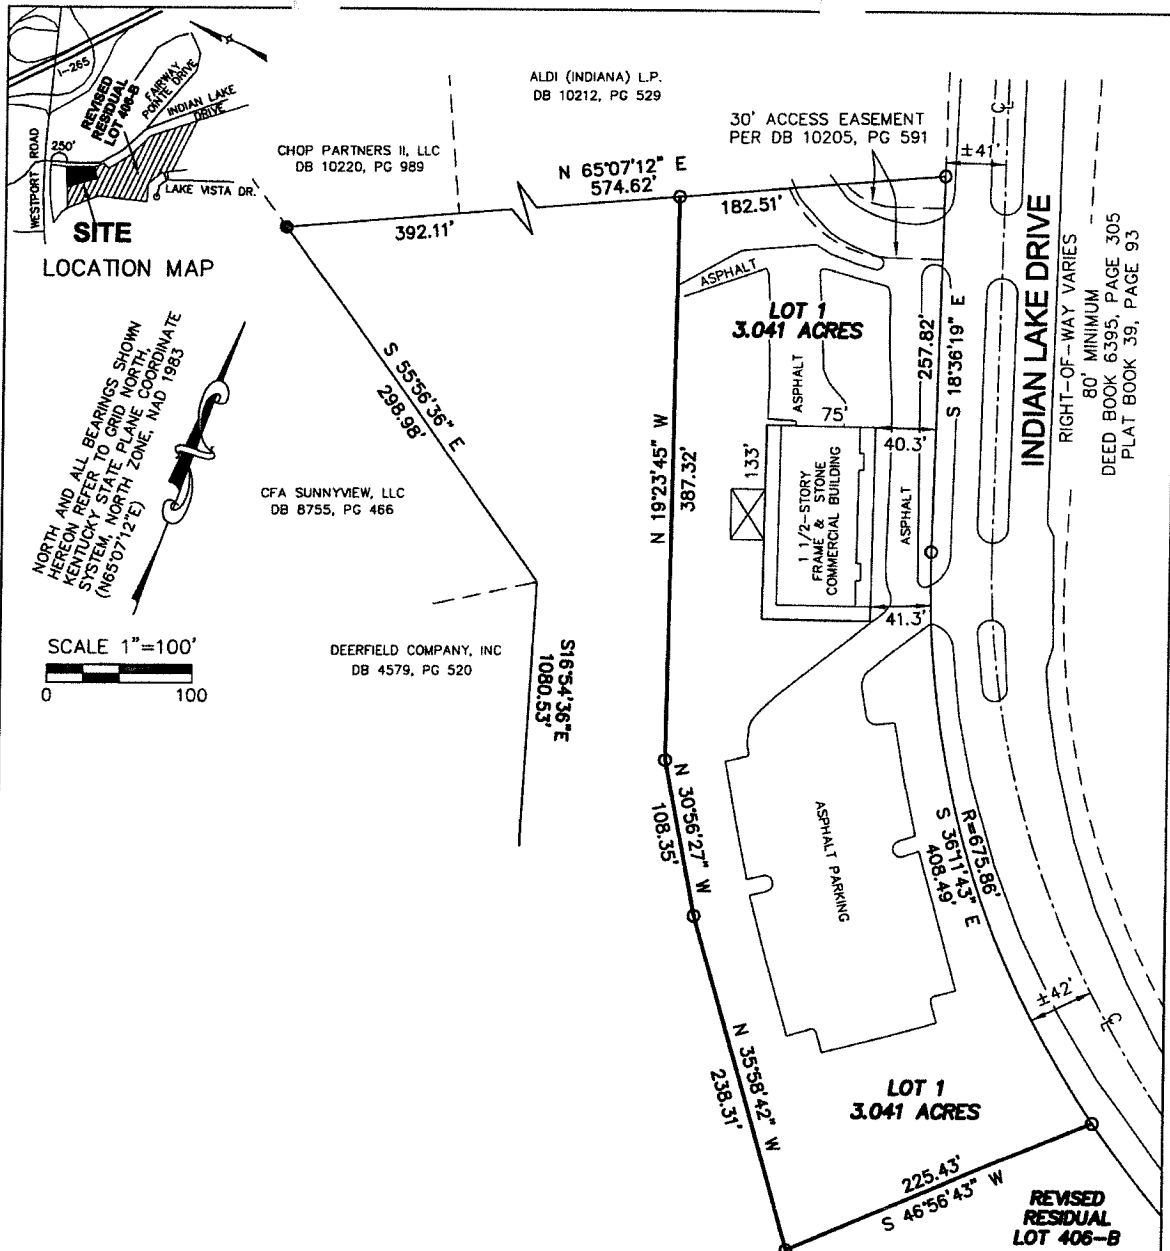 I-265
REVISED
RESIDUAL
LOT 406-B
FAIRWAY
POINTE DRIVE
INDIAN LAKE
DRIVE
WESTPORT ROAD
250'
LAKE VISTA DR.
SITE
LOCATION MAP
NORTH AND ALL BEARINGS SHOWN
HEREON REFER TO GRID NORTH,
KENTUCKY STATE PLANE COORDINATE
SYSTEM, NORTH ZONE, NAD 1983
(N65°07'12"E)
SCALE 1"=100'
0 100
ALDI (INDIANA) L.P.
DB 10212, PG 529
CHOP PARTNERS II, LLC
DB 10220, PG 989
30' ACCESS EASEMENT
PER DB 10205, PG 591
N 65°07'12" E
574.62'
392.11'
182.51'
±41'
CL
ASPHALT
LOT 1
3.041 ACRES
S 55°56'36" E
298.98'
CFA SUNNYVIEW, LLC
DB 8755, PG 466
N 19°23'45" W
387.32'
ASPHALT
75'
133'
40.3'
1 1/2-STORY
FRAME & STONE
COMMERCIAL BUILDING
ASPHALT
41.3'
257.82'
S 18°36'19" E
INDIAN LAKE DRIVE
RIGHT-OF-WAY VARIES
80' MINIMUM
DEED BOOK 6395, PAGE 305
PLAT BOOK 39, PAGE 93
DEERFIELD COMPANY, INC
DB 4579, PG 520
S16°54'36"E
1080.53'
N 30°56'27" W
108.35'
ASPHALT PARKING
R=675.86'
S 36°11'43" E
408.49'
±42'
CL
N 35°58'42" W
238.31'
LOT 1
3.041 ACRES
225.43'
S 46°56'43" W
REVISED
RESIDUAL
LOT 406-B